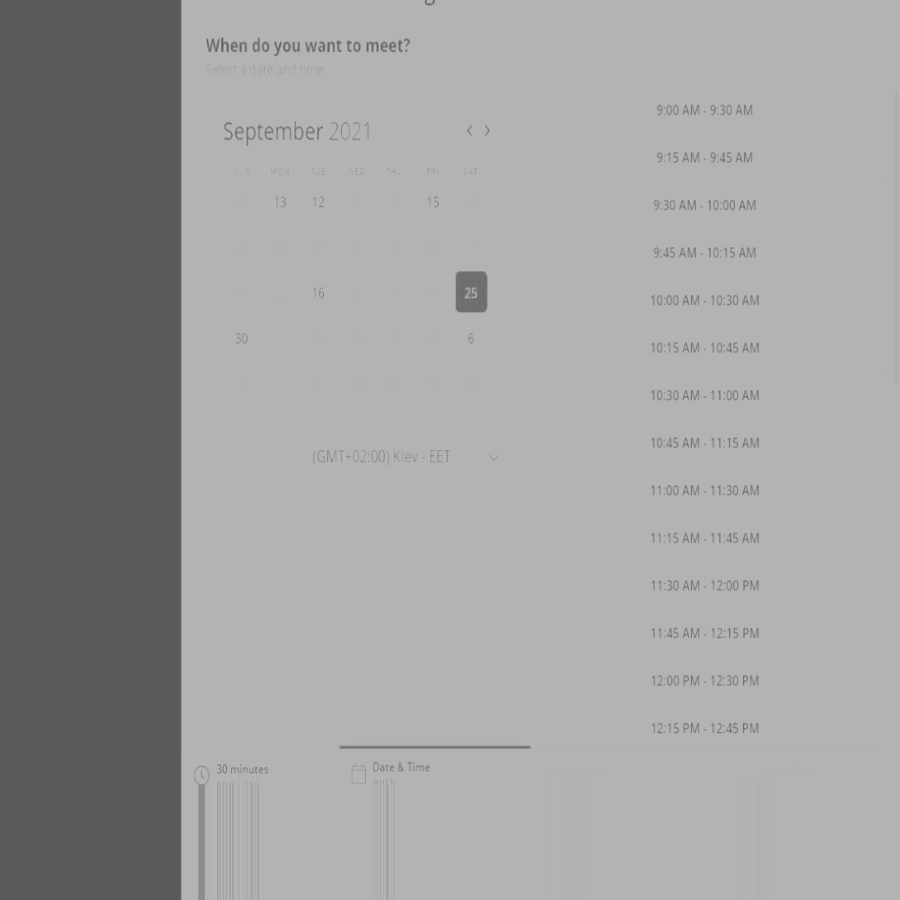 When do you want to meet?
Select a date and time
September 2021
SUN MON TUE WED THU FRI SAT
13 12 15
16 25
30 6
(GMT+02:00) Kiev - EET
9:00 AM - 9:30 AM
9:15 AM - 9:45 AM
9:30 AM - 10:00 AM
9:45 AM - 10:15 AM
10:00 AM - 10:30 AM
10:15 AM - 10:45 AM
10:30 AM - 11:00 AM
10:45 AM - 11:15 AM
11:00 AM - 11:30 AM
11:15 AM - 11:45 AM
11:30 AM - 12:00 PM
11:45 AM - 12:15 PM
12:00 PM - 12:30 PM
12:15 PM - 12:45 PM
30 minutes
Date & Time
WHEN